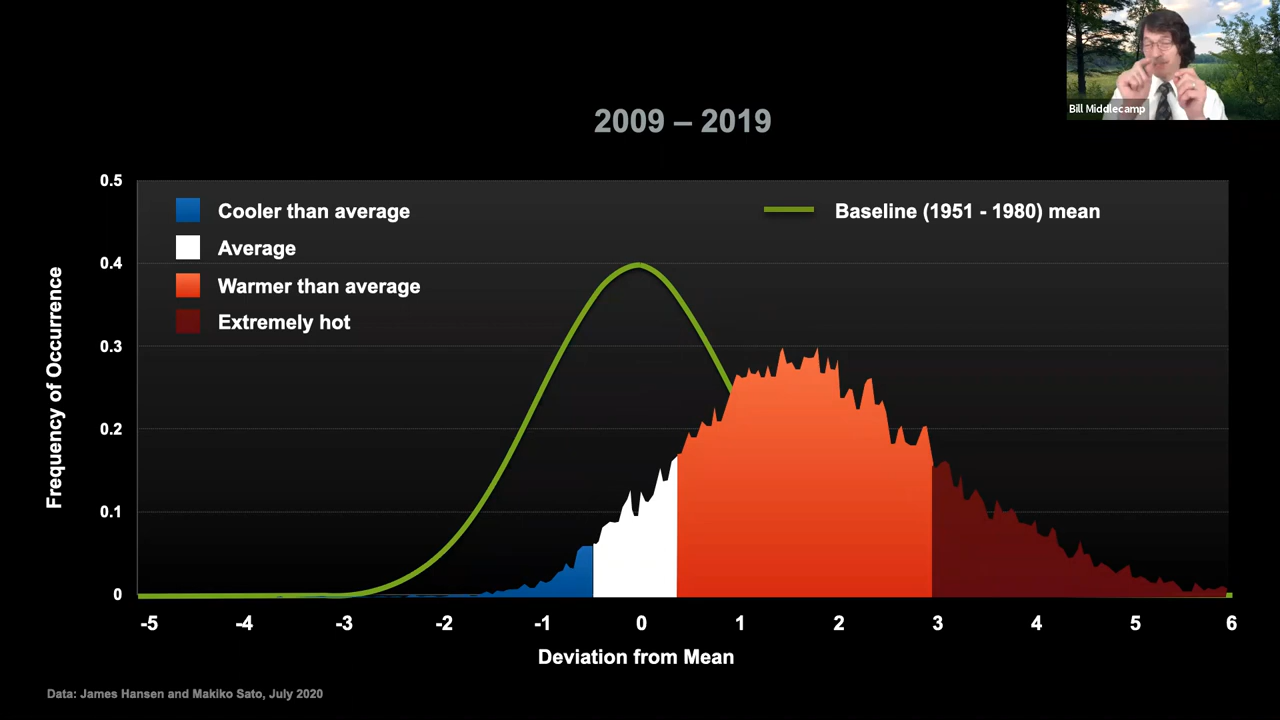 Bill Middlecamp
2009 – 2019
0.5
0.4
0.3
0.2
0.1
0
Frequency of Occurrence
Cooler than average
Average
Warmer than average
Extremely hot
Baseline (1951 - 1980) mean
-5 -4 -3 -2 -1 0 1 2 3 4 5 6
Deviation from Mean
Data: James Hansen and Makiko Sato, July 2020